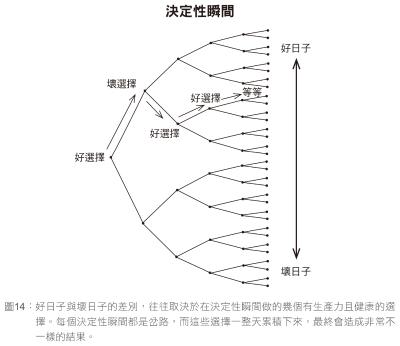 決定性瞬間
好日子
壞選擇
等等
好選擇
好選擇
好選擇
壞日子
圖14：好日子與壞日子的差別，往往取決於在決定性瞬間做的幾個有生產力且健康的選
擇。每個決定性瞬間都是岔路，而這些選擇一整天累積下來，最終會造成非常不
一樣的結果。